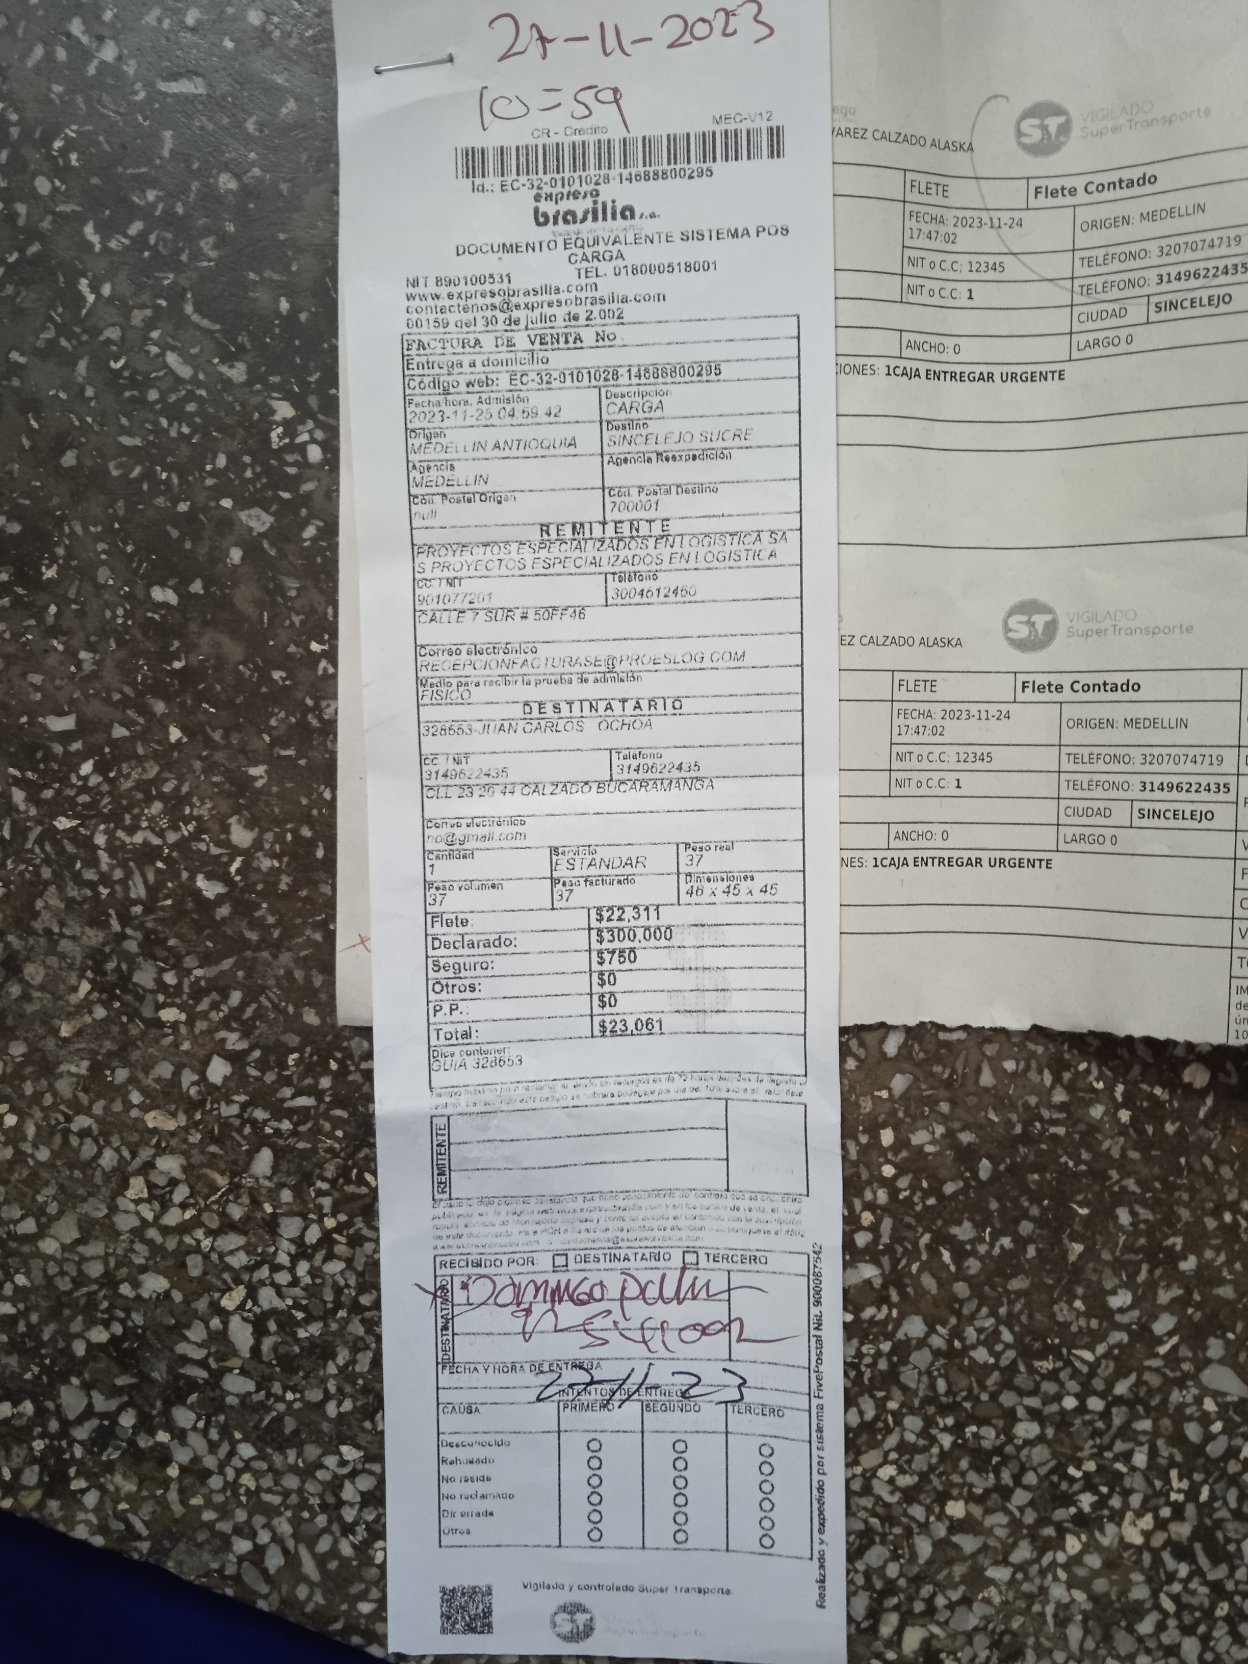 27-11-2023
10=59
CR - Crédito
MEC-V12
Id.: EC-32-0101028-14688800295
expreso
brasilia s.a.
DOCUMENTO EQUIVALENTE SISTEMA POS
CARGA
NIT 890100531
TEL. 018000518001
www.expresobrasilia.com
contactenos@expresobrasilia.com
00159 del 30 de julio de 2.002
FACTURA DE VENTA No.
Entrega a domicilio
Código web: EC-32-0101028-14688800295
Fecha hora. Admisión
2023-11-25 04:59:42
Descripción
CARGA
Origen
MEDELLIN ANTIOQUIA
Destino
SINCELEJO SUCRE
Agencia
MEDELLIN
Agencia Reexpedición
Cód. Postal Origen
null
Cód. Postal Destino
700001
REMITENTE
PROYECTOS ESPECIALIZADOS EN LOGISTICA SA
S PROYECTOS ESPECIALIZADOS EN LOGISTICA
CC / NIT
901077201
Teléfono
3004612460
CALLE 7 SUR # 50FF46
Correo electrónico
RECEPCIONFACTURASE@PROESLOG.COM
Medio para recibir la prueba de admisión
FISICO
DESTINATARIO
328653-JUAN CARLOS OCHOA
CC / NIT
3149622435
Teléfono
3149622435
CLL 23 20 44 CALZADO BUCARAMANGA
Correo electrónico
no@gmail.com
Cantidad
1
Servicio
ESTANDAR
Peso real
37
Peso volumen
37
Peso facturado
37
Dimensiones
46 x 45 x 45
Flete: $22,311
Declarado: $300,000
Seguro: $750
Otros: $0
P.P.: $0
Total: $23,061
Dice contener:
GUIA 328653
REMITENTE
RECIBIDO POR: DESTINATARIO TERCERO
DESTINATARIO
Domingo
FECHA Y HORA DE ENTREGA
27-11-23
INTENTOS DE ENTREGA
CAUSA PRIMERO SEGUNDO TERCERO
Desconocido
Rehusado
No reside
No reclamado
Dir errada
Otros
Realizado y expedido por sistema FivePostal Nit. 900087542
Vigilado y controlado Super Transporte.
ST
VAREZ CALZADO ALASKA
ST VIGILADO
SuperTransporte
FLETE
Flete Contado
FECHA: 2023-11-24
17:47:02
ORIGEN: MEDELLIN
NIT o C.C; 12345
TELÉFONO: 3207074719
NIT o C.C: 1
TELÉFONO: 3149622435
CIUDAD
SINCELEJO
ANCHO: 0
LARGO 0
IONES: 1CAJA ENTREGAR URGENTE
EZ CALZADO ALASKA
ST VIGILADO
SuperTransporte
FLETE
Flete Contado
FECHA: 2023-11-24
17:47:02
ORIGEN: MEDELLIN
NIT o C.C: 12345
TELÉFONO: 3207074719
NIT o C.C: 1
TELÉFONO: 3149622435
CIUDAD
SINCELEJO
ANCHO: 0
LARGO 0
NES: 1CAJA ENTREGAR URGENTE